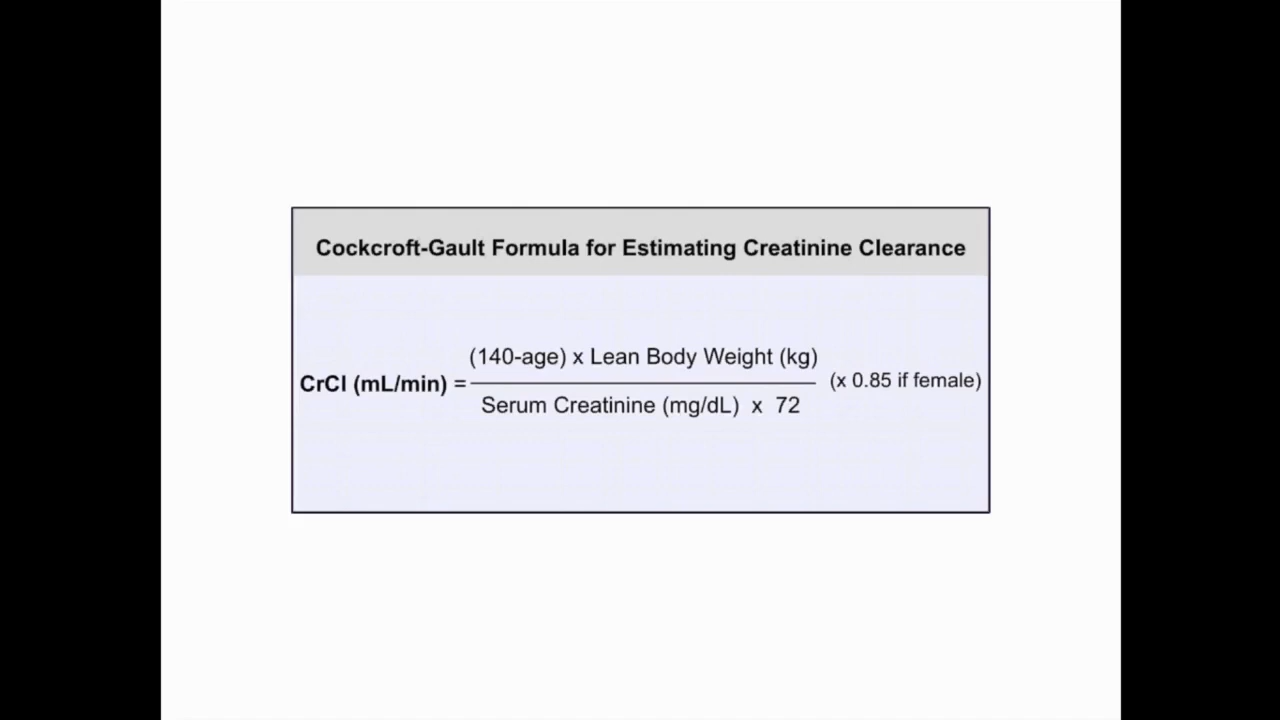 Cockcroft-Gault Formula for Estimating Creatinine Clearance
(140-age) x Lean Body Weight (kg)
CrCl (mL/min) = (x 0.85 if female)
Serum Creatinine (mg/dL) x 72